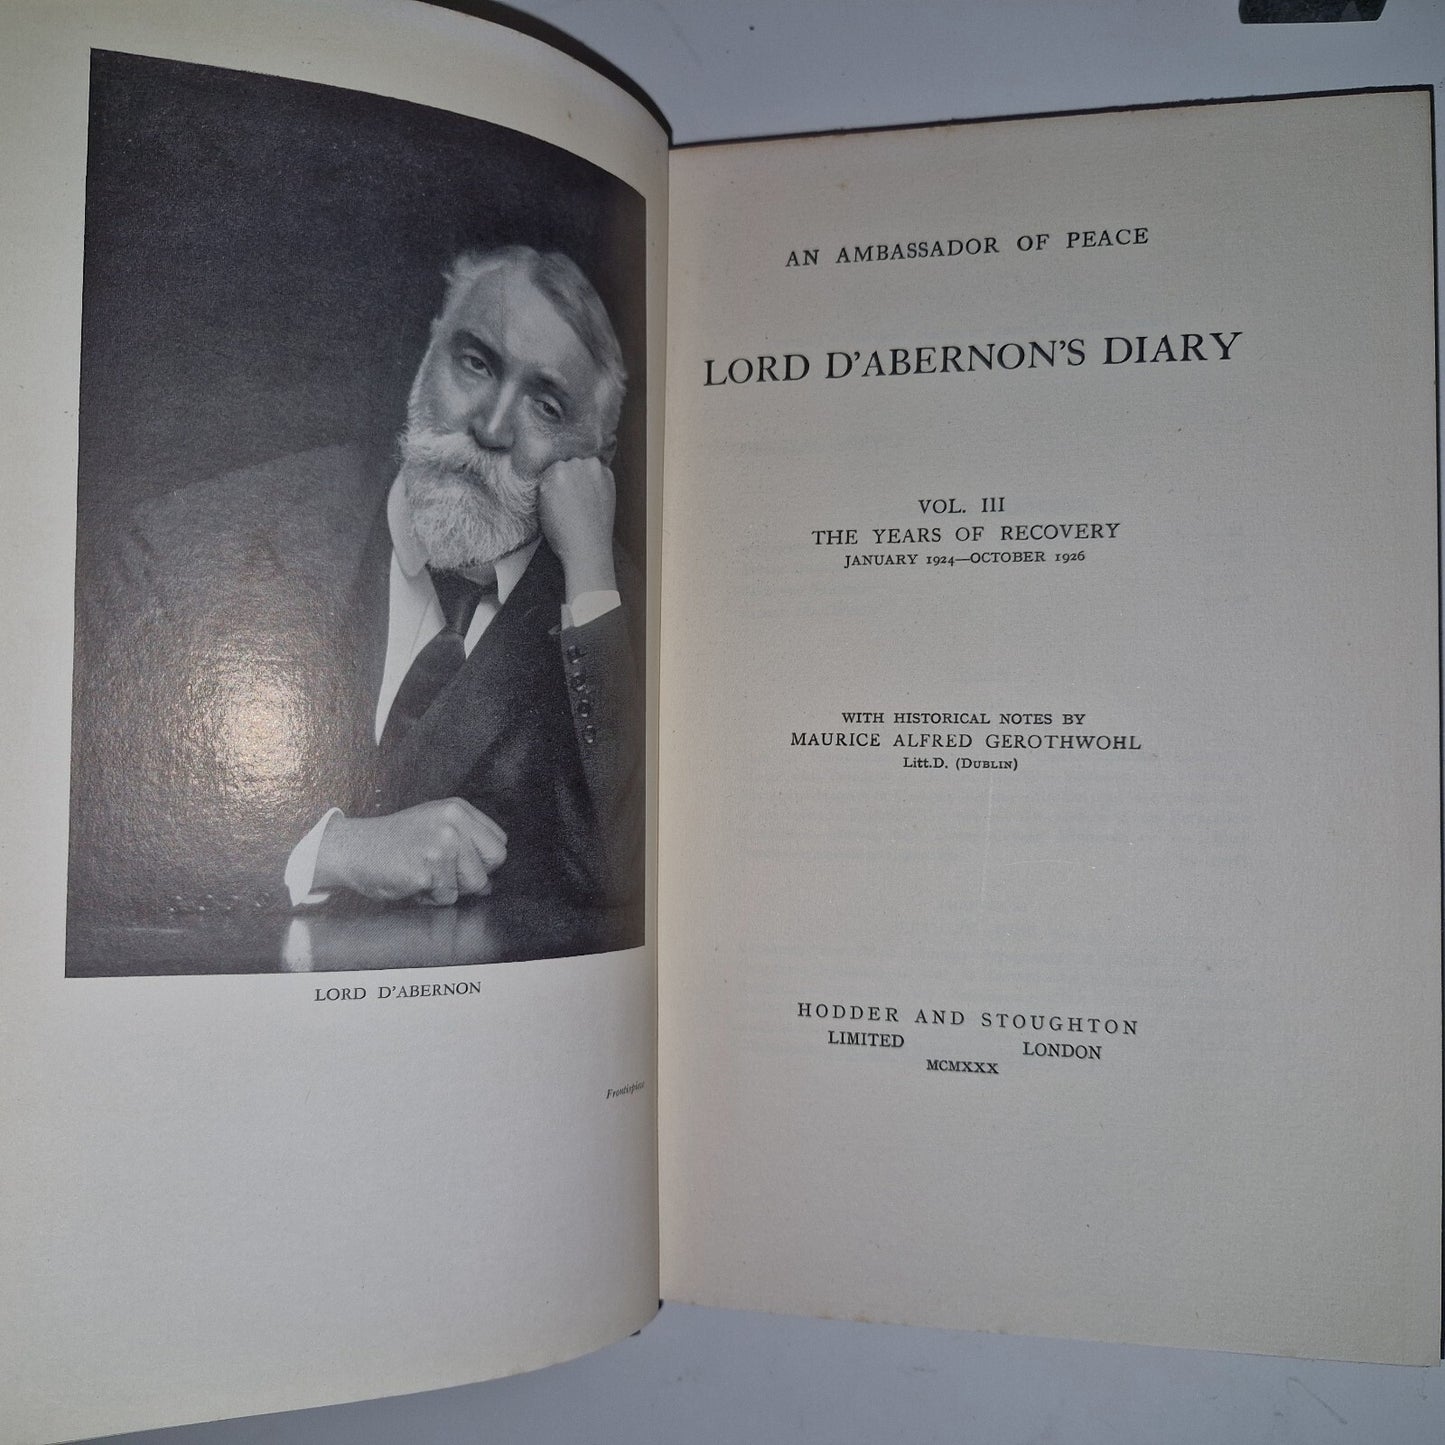 LORD D'ABERNON
Frontispiece
AN AMBASSADOR OF PEACE
LORD D'ABERNON'S DIARY
VOL. III
THE YEARS OF RECOVERY
JANUARY 1924—OCTOBER 1926
WITH HISTORICAL NOTES BY
MAURICE ALFRED GEROTHWOHL
Litt.D. (DUBLIN)
HODDER AND STOUGHTON
LIMITED LONDON
MCMXXX